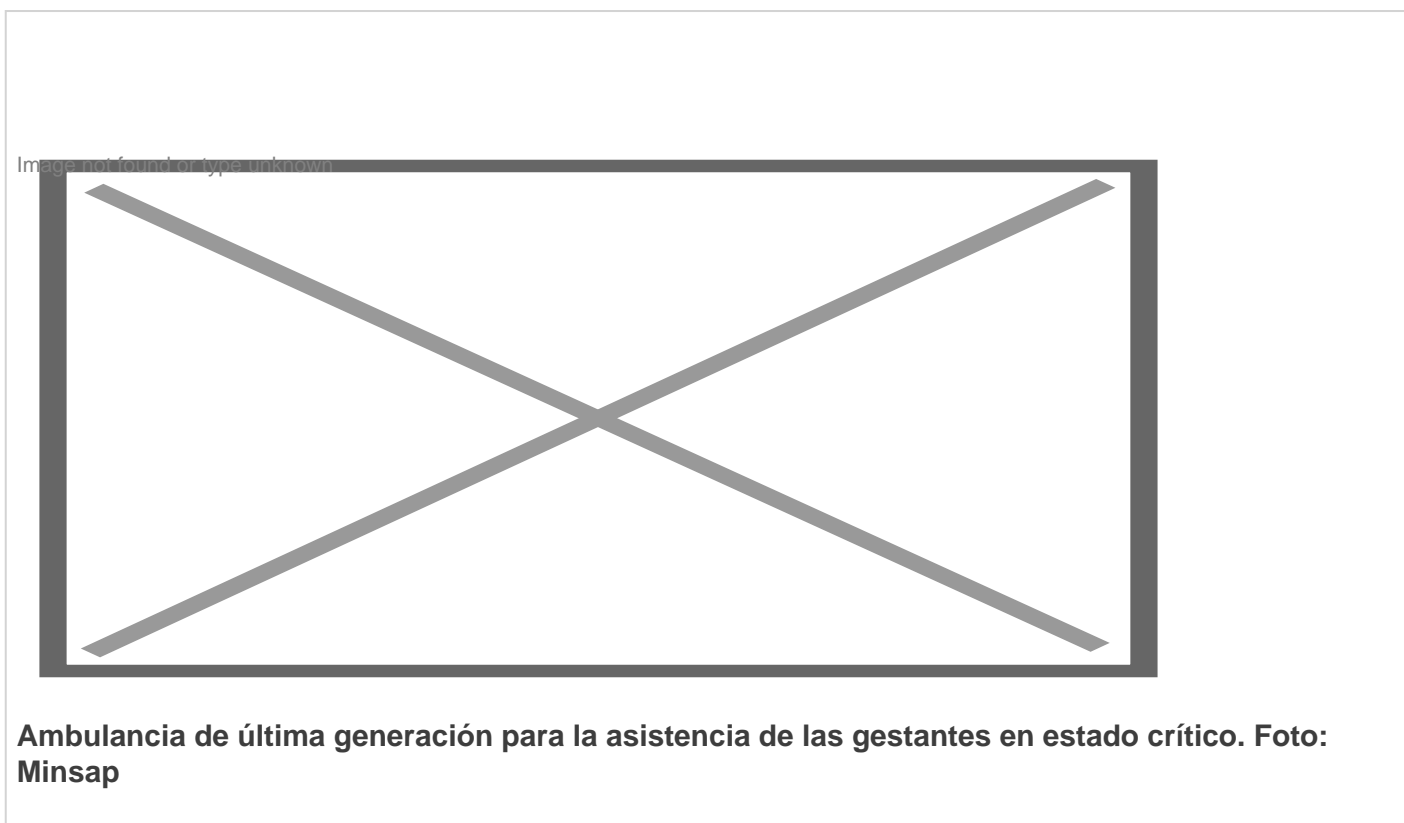 Image not found or type unknown
Ambulancia de última generación para la asistencia de las gestantes en estado crítico. Foto:
Minsap